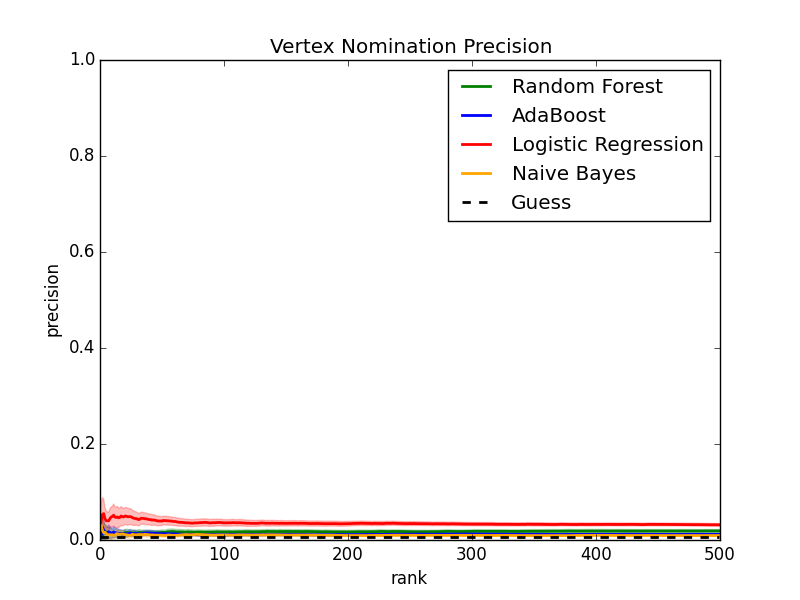 Vertex Nomination Precision
1.0
0.8
0.6
0.4
0.2
0.0
precision
Random Forest
AdaBoost
Logistic Regression
Naive Bayes
Guess
0 100 200 300 400 500
rank